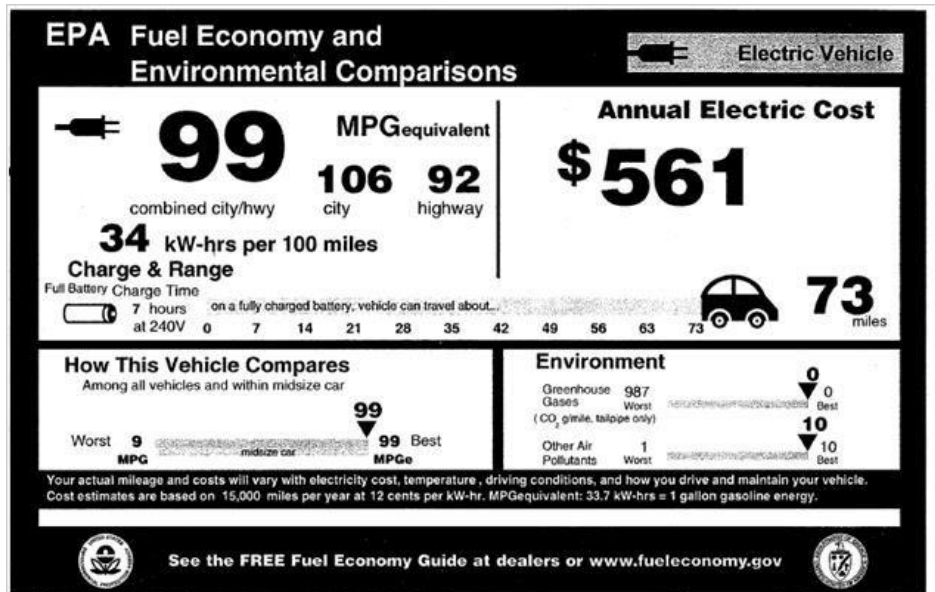 EPA Fuel Economy and
Environmental Comparisons
Electric Vehicle
99
combined city/hwy
MPGequivalent
106 92
city highway
34 kW-hrs per 100 miles
Annual Electric Cost
$561
Charge & Range
Full Battery Charge Time
7 hours
at 240V
on a fully charged battery, vehicle can travel about...
0 7 14 21 28 35 42 49 56 63 73
73
miles
How This Vehicle Compares
Among all vehicles and within midsize car
99
Worst 9 99 Best
MPG midsize car MPGe
Environment
0
Greenhouse 987 0
Gases Worst Best
(CO2 g/mile, tailpipe only)
10
Other Air 1 10
Pollutants Worst Best
Your actual mileage and costs will vary with electricity cost, temperature , driving conditions, and how you drive and maintain your vehicle.
Cost estimates are based on 15,000 miles per year at 12 cents per kW-hr. MPGequivalent: 33.7 kW-hrs = 1 gallon gasoline energy.
See the FREE Fuel Economy Guide at dealers or www.fueleconomy.gov